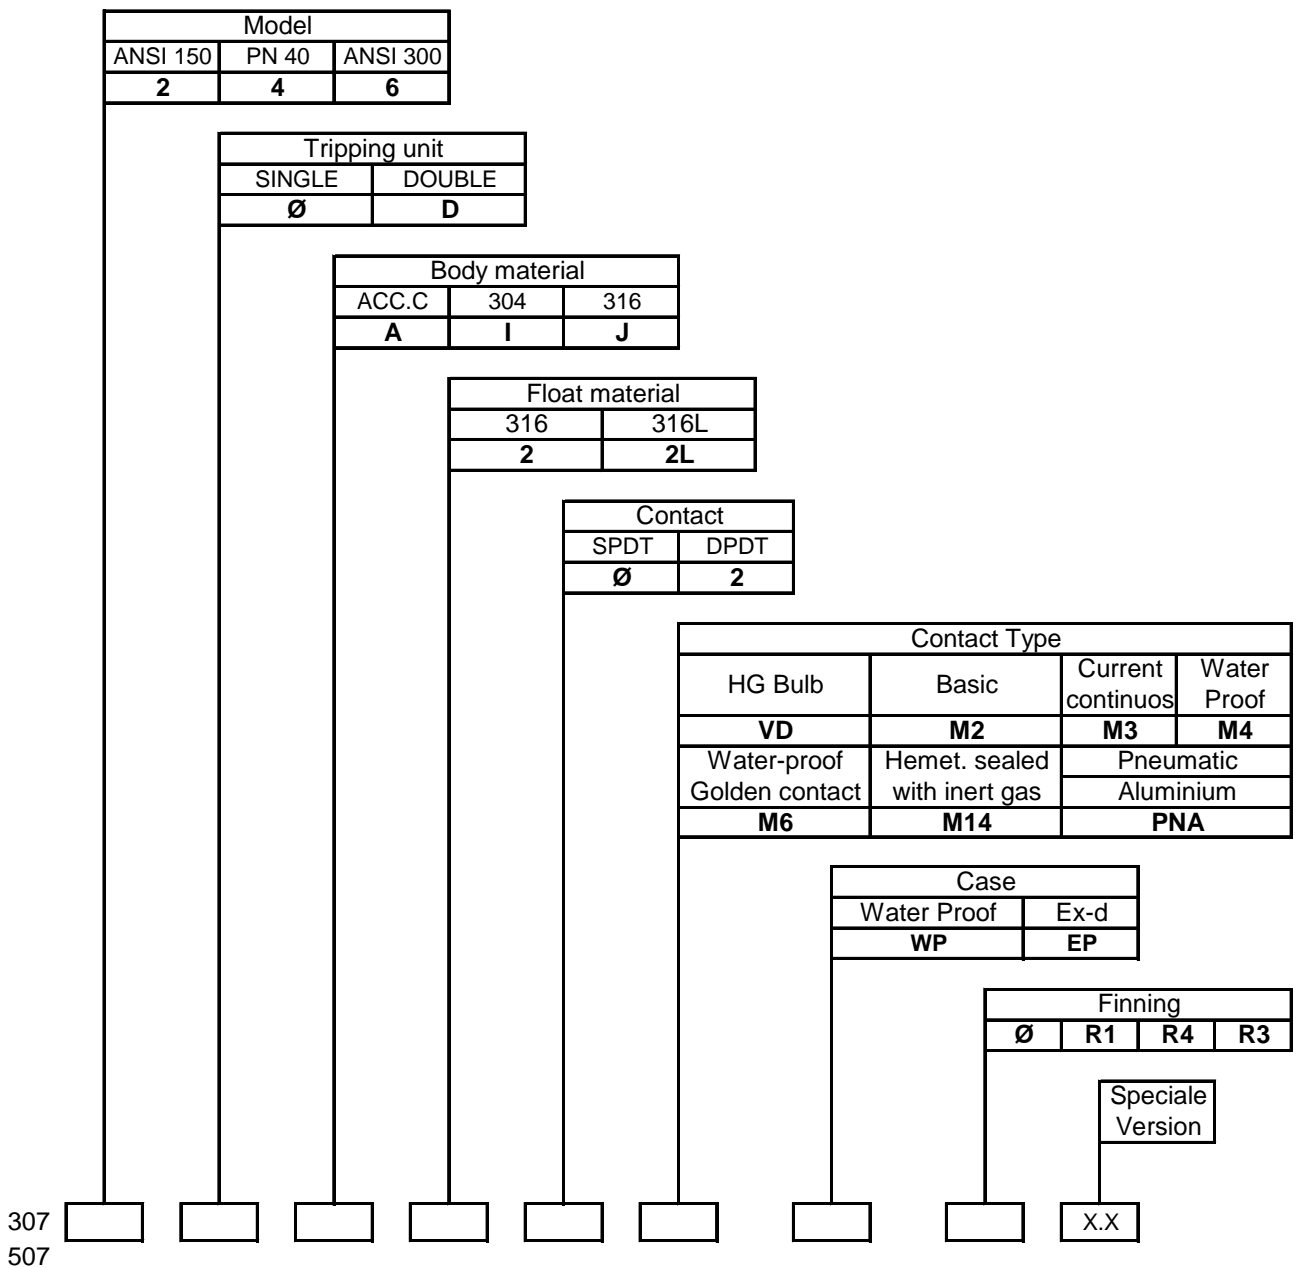 Model
ANSI 150 PN 40 ANSI 300
2 4 6
Tripping unit
SINGLE DOUBLE
Ø D
Body material
ACC.C 304 316
A I J
Float material
316 316L
2 2L
Contact
SPDT DPDT
Ø 2
Contact Type
HG Bulb Basic Current continuos Water Proof
VD M2 M3 M4
Water-proof Golden contact Hemet. sealed with inert gas Pneumatic Aluminium
M6 M14 PNA
Case
Water Proof Ex-d
WP EP
Finning
Ø R1 R4 R3
Speciale
Version
307 X.X
507